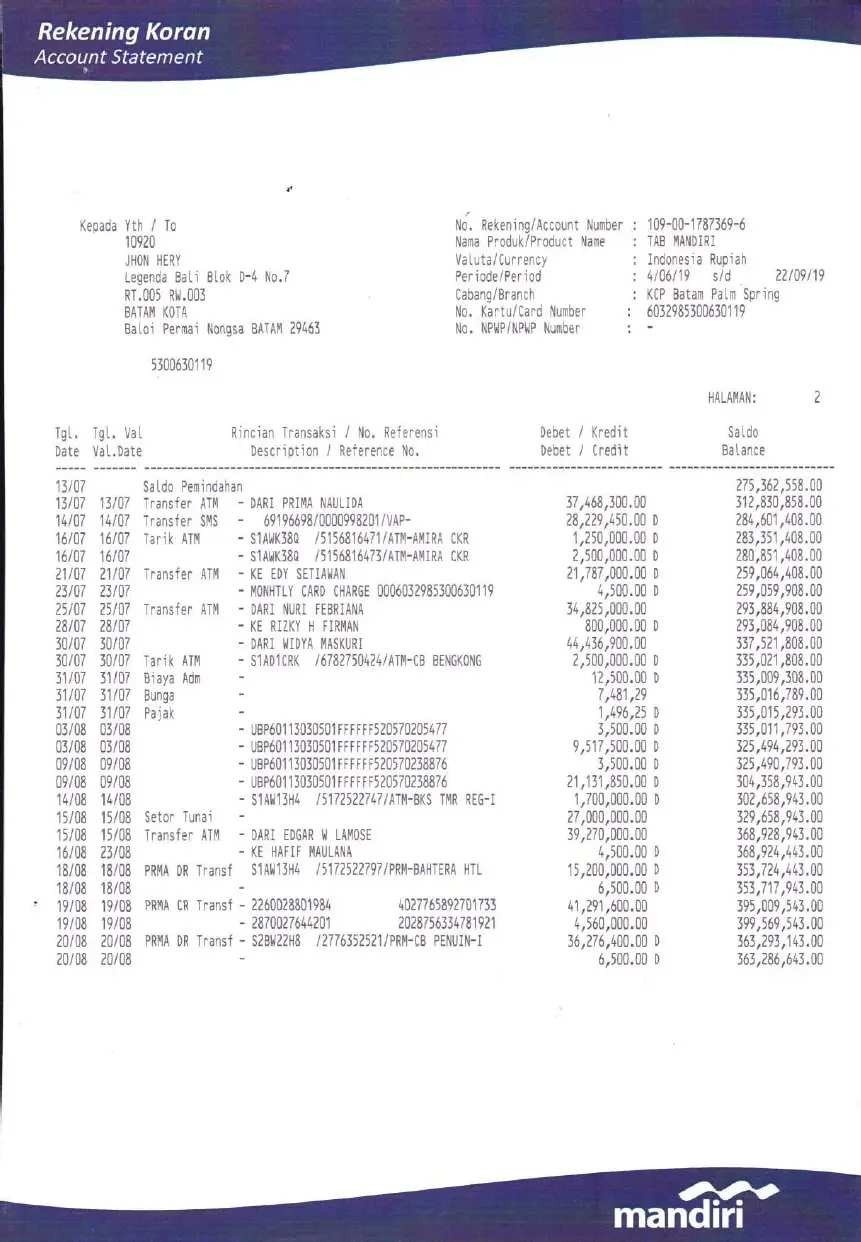 Rekening Koran
Account Statement
Kepada Yth / To
10920
JHON HERY
Legenda Bali Blok D-4 No.7
RT.005 RW.003
BATAM KOTA
Baloi Permai Nongsa BATAM 29463
5300630119
No. Rekening/Account Number : 109-00-1787369-6
Nama Produk/Product Name : TAB MANDIRI
Valuta/Currency : Indonesia Rupiah
Periode/Period : 4/06/19 s/d 22/09/19
Cabang/Branch : KCP Batam Palm Spring
No. Kartu/Card Number : 6032985300630119
No. NPWP/NPWP Number : -
HALAMAN: 2
Tgl. Tgl. Val Rincian Transaksi / No. Referensi Debet / Kredit Saldo
Date Val.Date Description / Reference No. Debet / Credit Balance
13/07 Saldo Pemindahan 275,362,558.00
13/07 13/07 Transfer ATM - DARI PRIMA NAULIDA 37,468,300.00 312,830,858.00
14/07 14/07 Transfer SMS - 69196698/0000998201/VAP- 28,229,450.00 D 284,601,408.00
16/07 16/07 Tarik ATM - S1AWK38Q /5156816471/ATM-AMIRA CKR 1,250,000.00 D 283,351,408.00
16/07 16/07 - S1AWK38Q /5156816473/ATM-AMIRA CKR 2,500,000.00 D 280,851,408.00
21/07 21/07 Transfer ATM - KE EDY SETIAWAN 21,787,000.00 D 259,064,408.00
23/07 23/07 - MONHTLY CARD CHARGE 0006032985300630119 4,500.00 D 259,059,908.00
25/07 25/07 Transfer ATM - DARI NURI FEBRIANA 34,825,000.00 293,884,908.00
28/07 28/07 - KE RIZKY H FIRMAN 800,000.00 D 293,084,908.00
30/07 30/07 - DARI WIDYA MASKURI 44,436,900.00 337,521,808.00
30/07 30/07 Tarik ATM - S1AD1CRK /6782750424/ATM-CB BENGKONG 2,500,000.00 D 335,021,808.00
31/07 31/07 Biaya Adm - 12,500.00 D 335,009,308.00
31/07 31/07 Bunga - 7,481,29 335,016,789.00
31/07 31/07 Pajak - 1,496,25 D 335,015,293.00
03/08 03/08 - UBP60113030501FFFFFF520570205477 3,500.00 D 335,011,793.00
03/08 03/08 - UBP60113030501FFFFFF520570205477 9,517,500.00 D 325,494,293.00
09/08 09/08 - UBP60113030501FFFFFF520570238876 3,500.00 D 325,490,793.00
09/08 09/08 - UBP60113030501FFFFFF520570238876 21,131,850.00 D 304,358,943.00
14/08 14/08 - S1AW13H4 /5172522747/ATM-BKS TMR REG-I 1,700,000.00 D 302,658,943.00
15/08 15/08 Setor Tunai - 27,000,000.00 329,658,943.00
15/08 15/08 Transfer ATM - DARI EDGAR W LAMOSE 39,270,000.00 368,928,943.00
16/08 23/08 - KE HAFIF MAULANA 4,500.00 D 368,924,443.00
18/08 18/08 PRMA DR Transf S1AW13H4 /5172522797/PRM-BAHTERA HTL 15,200,000.00 D 353,724,443.00
18/08 18/08 - 6,500.00 D 353,717,943.00
19/08 19/08 PRMA CR Transf - 2260028801984 4027765892701733 41,291,600.00 395,009,543.00
19/08 19/08 - 2870027644201 2028756334781921 4,560,000.00 399,569,543.00
20/08 20/08 PRMA DR Transf - S2BW22H8 /2776352521/PRM-CB PENUIN-I 36,276,400.00 D 363,293,143.00
20/08 20/08 - 6,500.00 D 363,286,643.00
mandiri